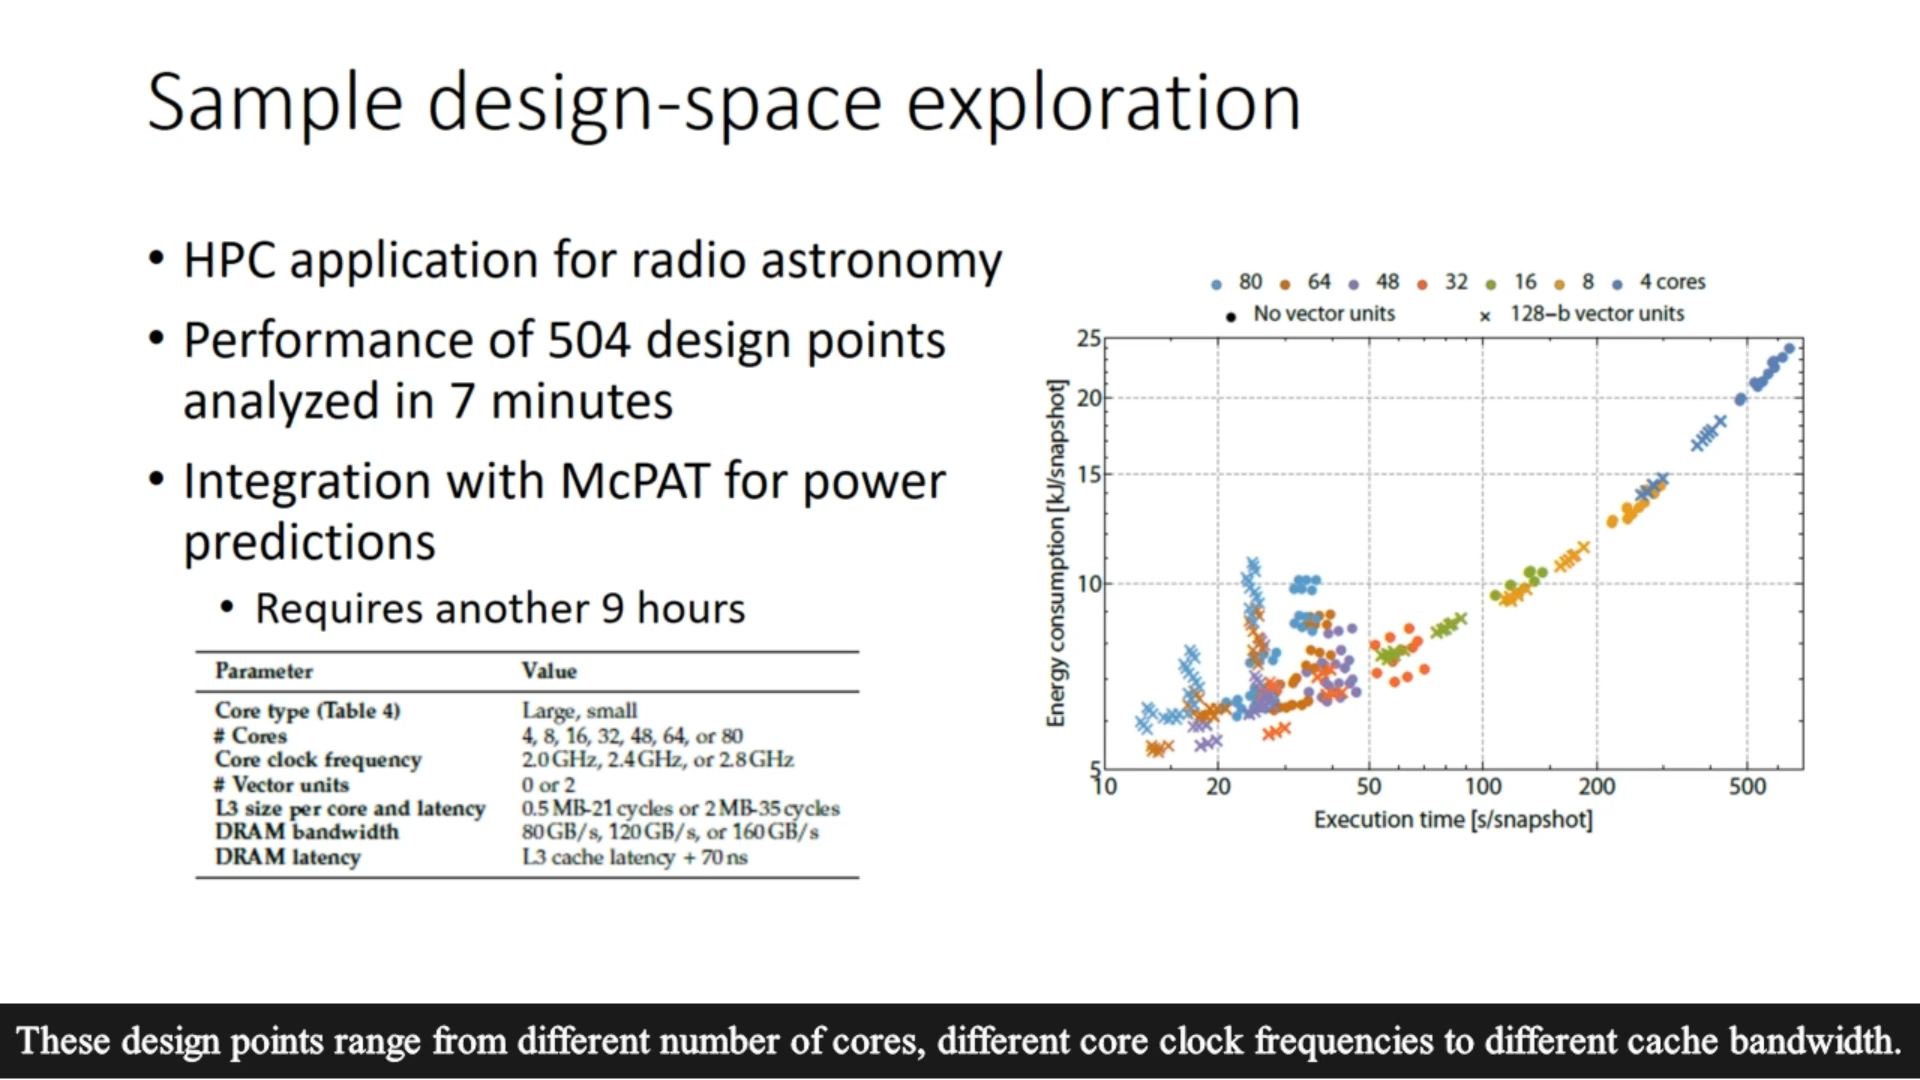 Sample design-space exploration
• HPC application for radio astronomy
• Performance of 504 design points
analyzed in 7 minutes
• Integration with McPAT for power
predictions
• Requires another 9 hours
Parameter Value
Core type (Table 4) Large, small
# Cores 4, 8, 16, 32, 48, 64, or 80
Core clock frequency 2.0 GHz, 2.4 GHz, or 2.8 GHz
# Vector units 0 or 2
L3 size per core and latency 0.5 MB-21 cycles or 2 MB-35 cycles
DRAM bandwidth 80 GB/s, 120 GB/s, or 160 GB/s
DRAM latency L3 cache latency + 70 ns
80 64 48 32 16 8 4 cores
No vector units 128–b vector units
Energy consumption [kJ/snapshot]
25
20
15
10
5
10 20 50 100 200 500
Execution time [s/snapshot]
These design points range from different number of cores, different core clock frequencies to different cache bandwidth.